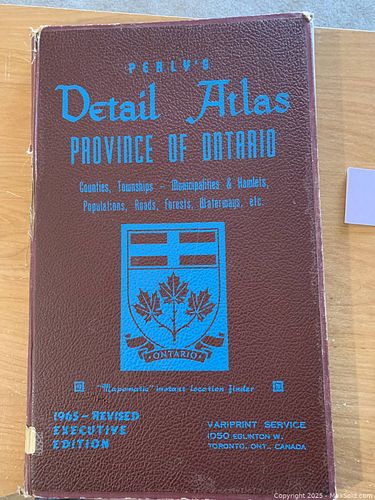 PERLY'S
Detail Atlas
PROVINCE OF ONTARIO
Counties, Townships – Municipalities & Hamlets,
Populations, Roads, Forests, Waterways, etc.
ONTARIO
"Mapomatic" instant location finder
1965 – REVISED
EXECUTIVE
EDITION
VARIPRINT SERVICE
1050 EGLINTON W.
TORONTO, ONT., CANADA
Copyright 2025 - MaxSold.com